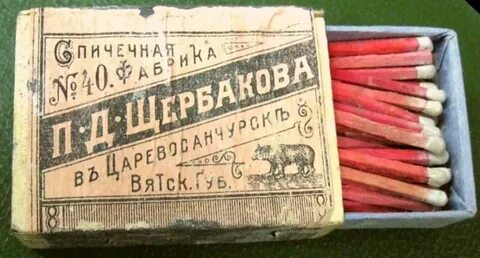 Спичечная
№40. Фабрика
П·Д·Щербакова
въ Царевосанчурскѣ
Вятск. Губ.